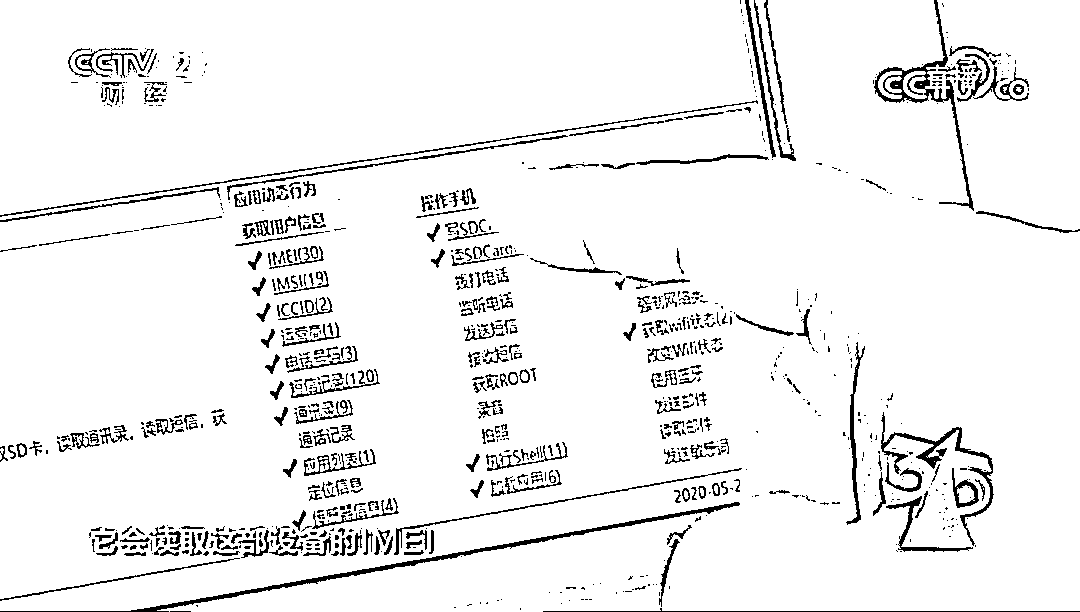 CCTV 2
财经
应用动态行为
获取用户信息
IMEI(30)
IMSI(19)
ICCID(2)
运营商(1)
电话号码(3)
短信记录(120)
通讯录(9)
通话记录
应用列表(1)
定位信息
传感器信息(4)
操作手机
写SDC
读SDCard
拨打电话
监听电话
发送短信
接收短信
获取ROOT
录音
拍照
执行Shell(11)
加载应用(6)
获取wifi状态(2)
改变Wifi状态
使用蓝牙
发送邮件
读取邮件
发送敏感词
取SD卡，读取通讯录，读取短信，获
2020-05-2
它会读取这部设备的IMEI
315